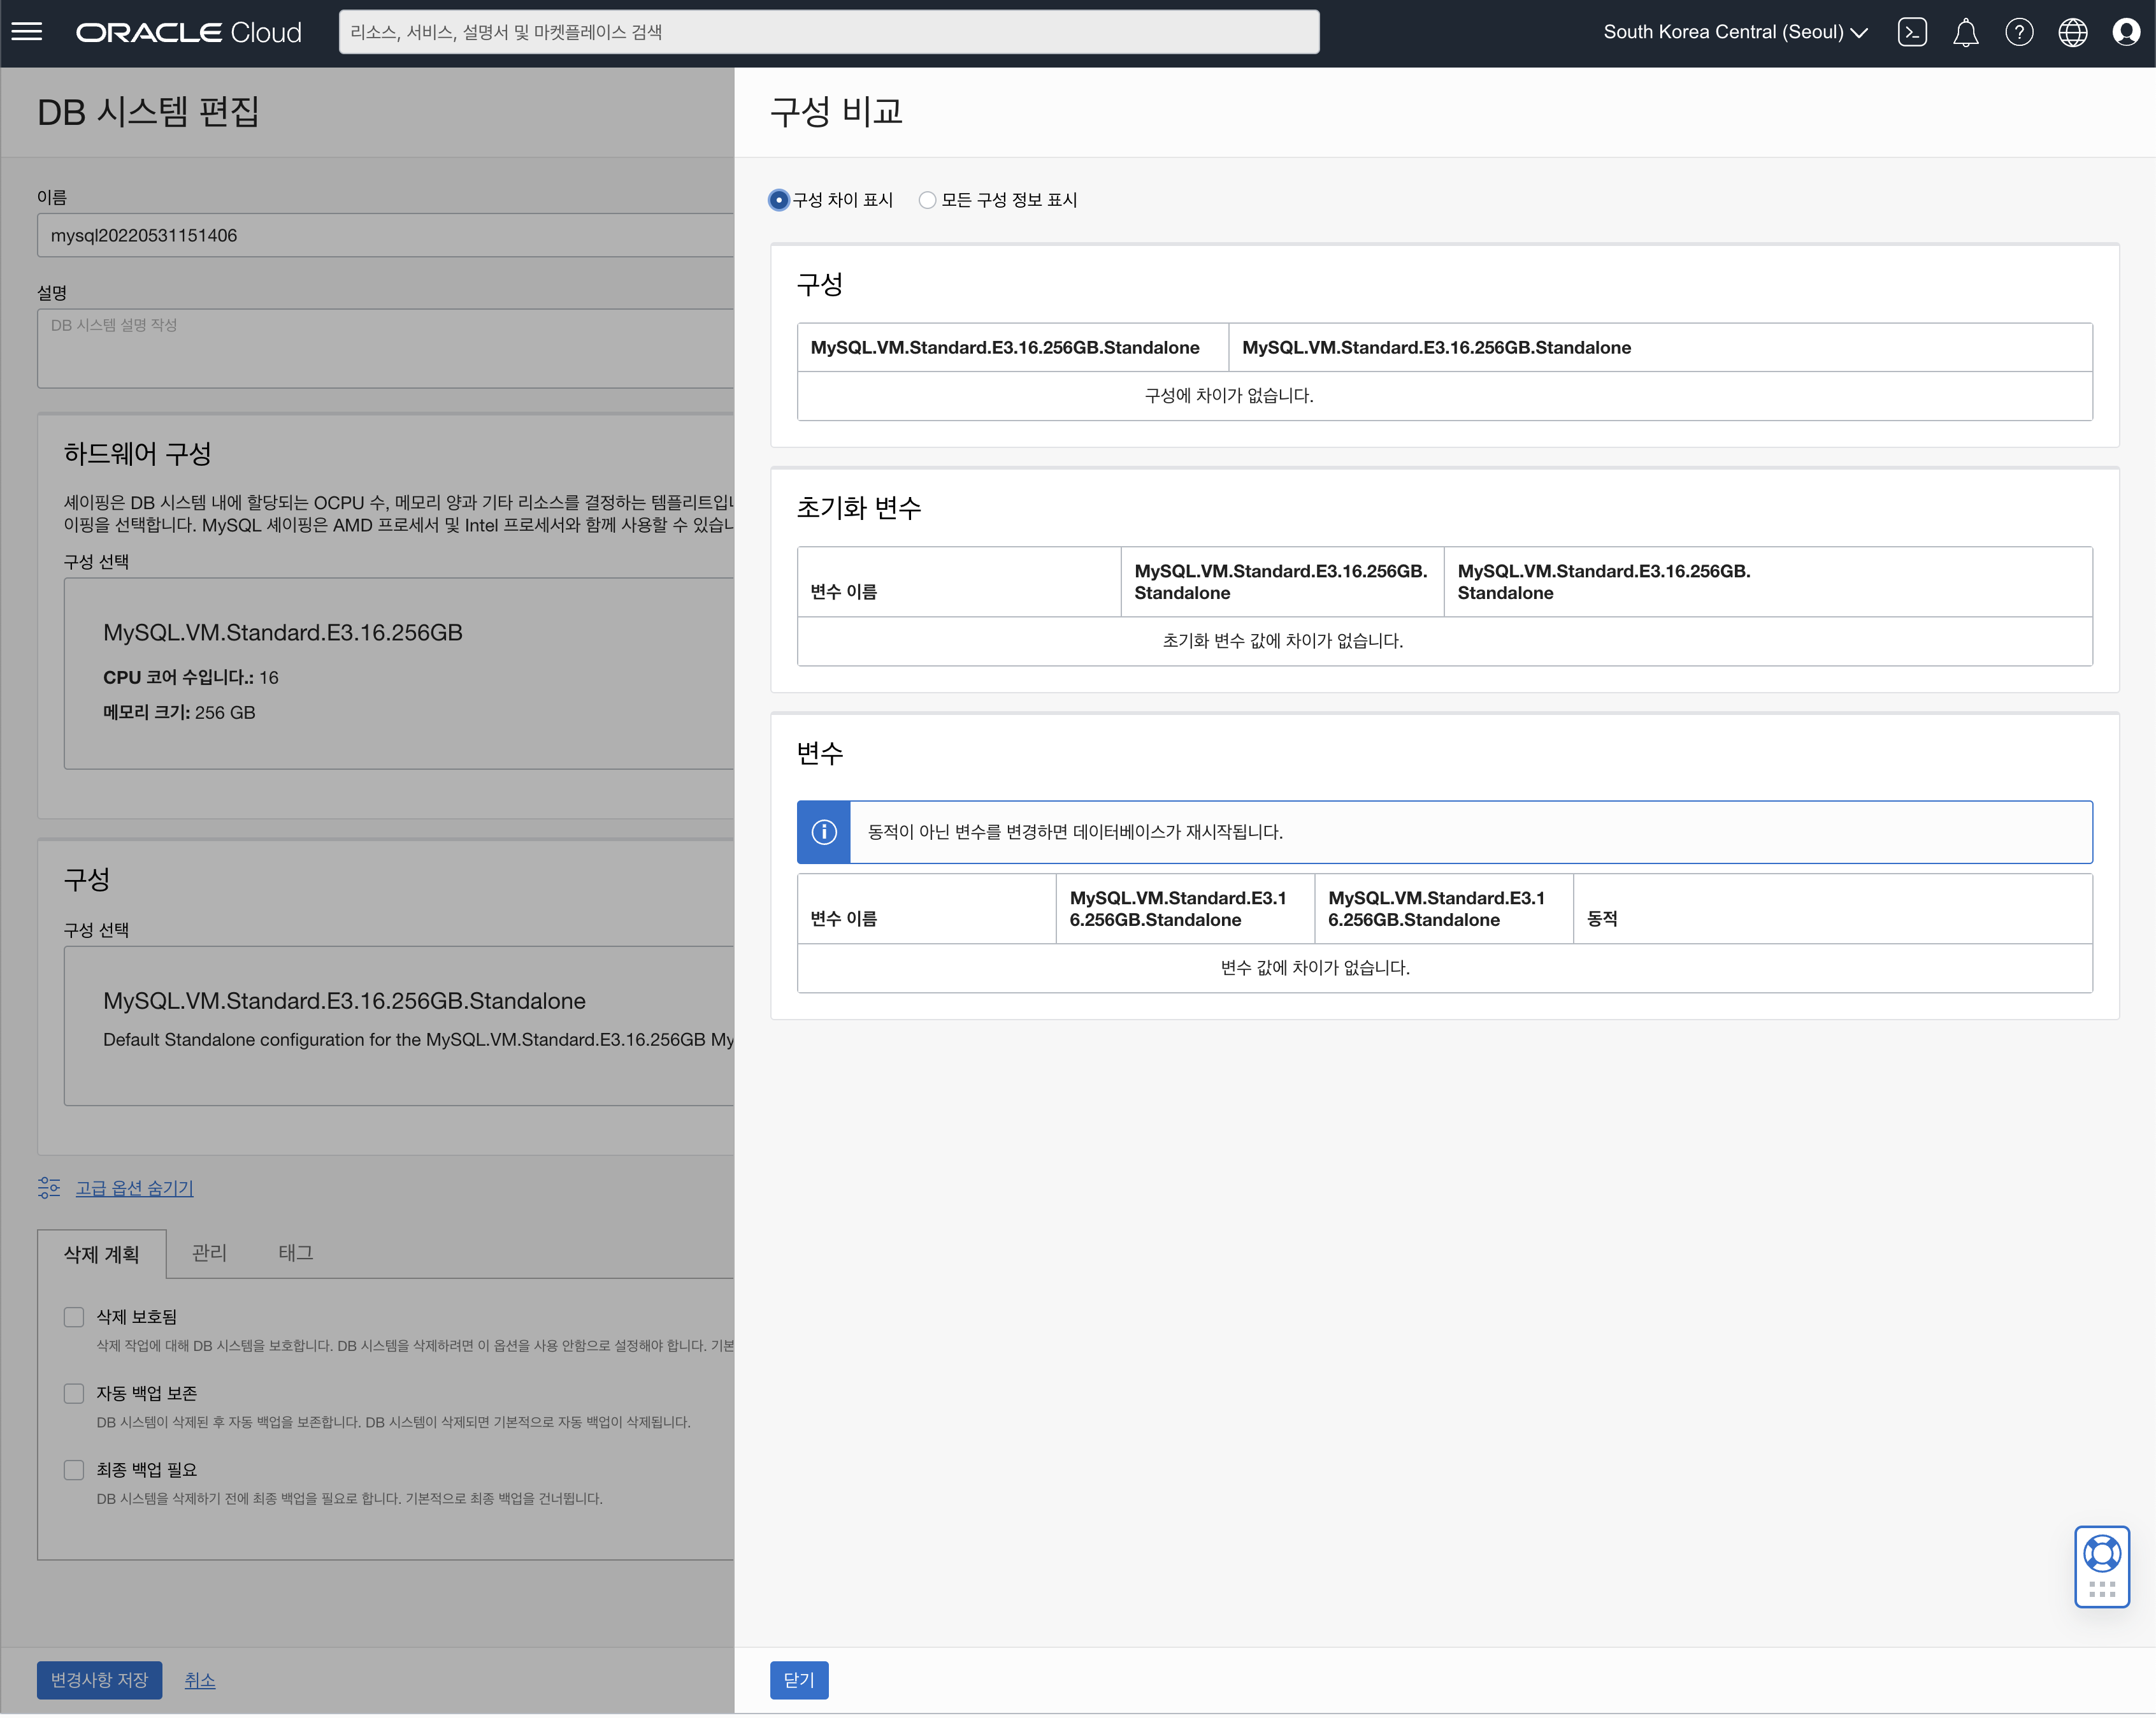 ORACLE Cloud
리소스, 서비스, 설명서 및 마켓플레이스 검색
South Korea Central (Seoul)
DB 시스템 편집
이름
mysql20220531151406
설명
DB 시스템 설명 작성
하드웨어 구성
셰이핑은 DB 시스템 내에 할당되는 OCPU 수, 메모리 양과 기타 리소스를 결정하는 템플리트입니
이핑을 선택합니다. MySQL 셰이핑은 AMD 프로세서 및 Intel 프로세서와 함께 사용할 수 있습니
구성 선택
MySQL.VM.Standard.E3.16.256GB
CPU 코어 수입니다.: 16
메모리 크기: 256 GB
구성
구성 선택
MySQL.VM.Standard.E3.16.256GB.Standalone
Default Standalone configuration for the MySQL.VM.Standard.E3.16.256GB My
고급 옵션 숨기기
삭제 계획
관리
태그
삭제 보호됨
삭제 작업에 대해 DB 시스템을 보호합니다. DB 시스템을 삭제하려면 이 옵션을 사용 안함으로 설정해야 합니다. 기본
자동 백업 보존
DB 시스템이 삭제된 후 자동 백업을 보존합니다. DB 시스템이 삭제되면 기본적으로 자동 백업이 삭제됩니다.
최종 백업 필요
DB 시스템을 삭제하기 전에 최종 백업을 필요로 합니다. 기본적으로 최종 백업을 건너뜁니다.
변경사항 저장
취소
구성 비교
구성 차이 표시
모든 구성 정보 표시
구성
MySQL.VM.Standard.E3.16.256GB.Standalone
MySQL.VM.Standard.E3.16.256GB.Standalone
구성에 차이가 없습니다.
초기화 변수
변수 이름
MySQL.VM.Standard.E3.16.256GB.
Standalone
MySQL.VM.Standard.E3.16.256GB.
Standalone
초기화 변수 값에 차이가 없습니다.
변수
동적이 아닌 변수를 변경하면 데이터베이스가 재시작됩니다.
변수 이름
MySQL.VM.Standard.E3.1
6.256GB.Standalone
MySQL.VM.Standard.E3.1
6.256GB.Standalone
동적
변수 값에 차이가 없습니다.
닫기